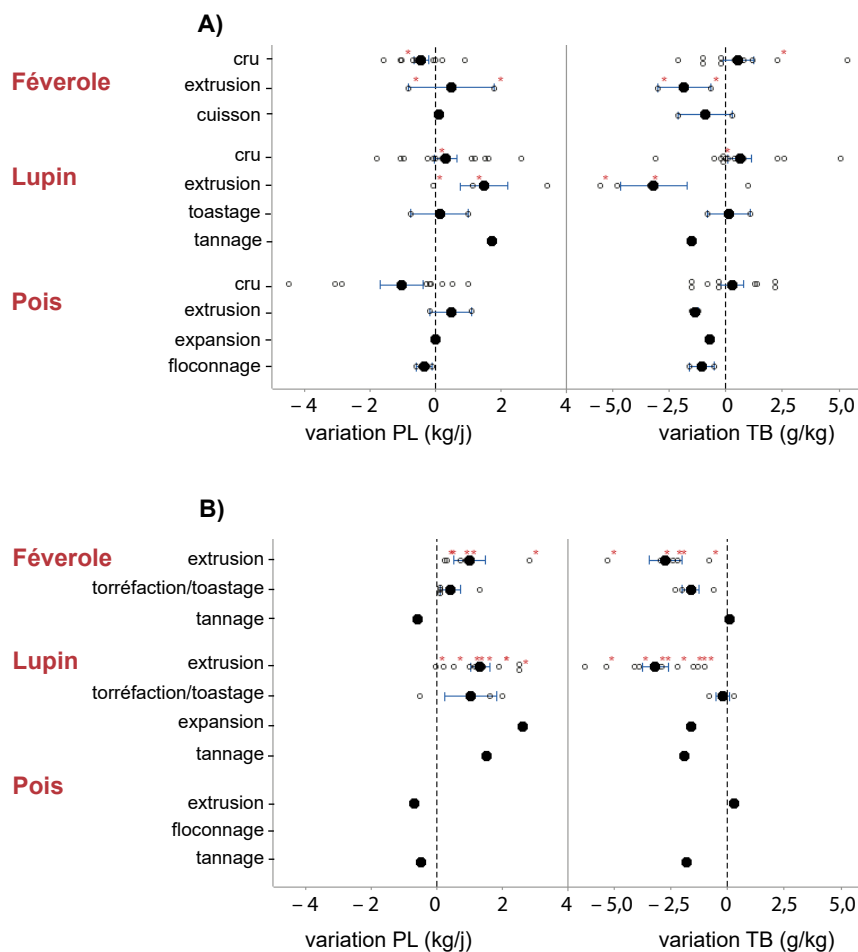 A)
Féverole
cru
extrusion
cuisson
Lupin
cru
extrusion
toastage
tannage
Pois
cru
extrusion
expansion
floconnage
– 4 – 2 0 2 4 – 5,0 – 2,5 0 2,5 5,0
variation PL (kg/j) variation TB (g/kg)
B)
Féverole
extrusion
torréfaction/toastage
tannage
Lupin
extrusion
torréfaction/toastage
expansion
tannage
Pois
extrusion
floconnage
tannage
– 4 – 2 0 2 4 – 5,0 – 2,5 0 2,5 5,0
variation PL (kg/j) variation TB (g/kg)